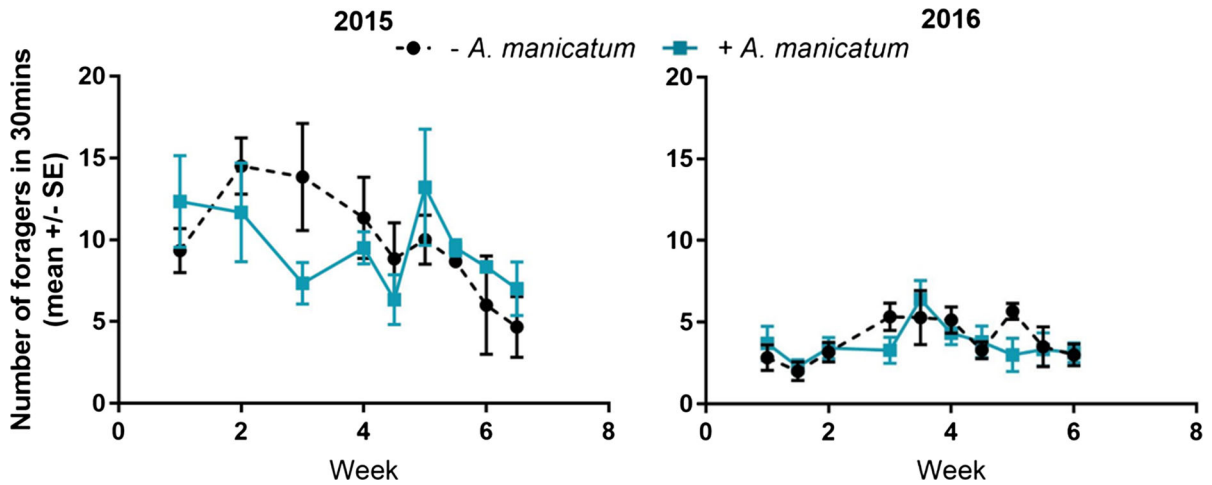 2015
2016
- A. manicatum + A. manicatum
Number of foragers in 30mins
(mean +/- SE)
20
15
10
5
0
0 2 4 6 8
Week
20
15
10
5
0
0 2 4 6 8
Week